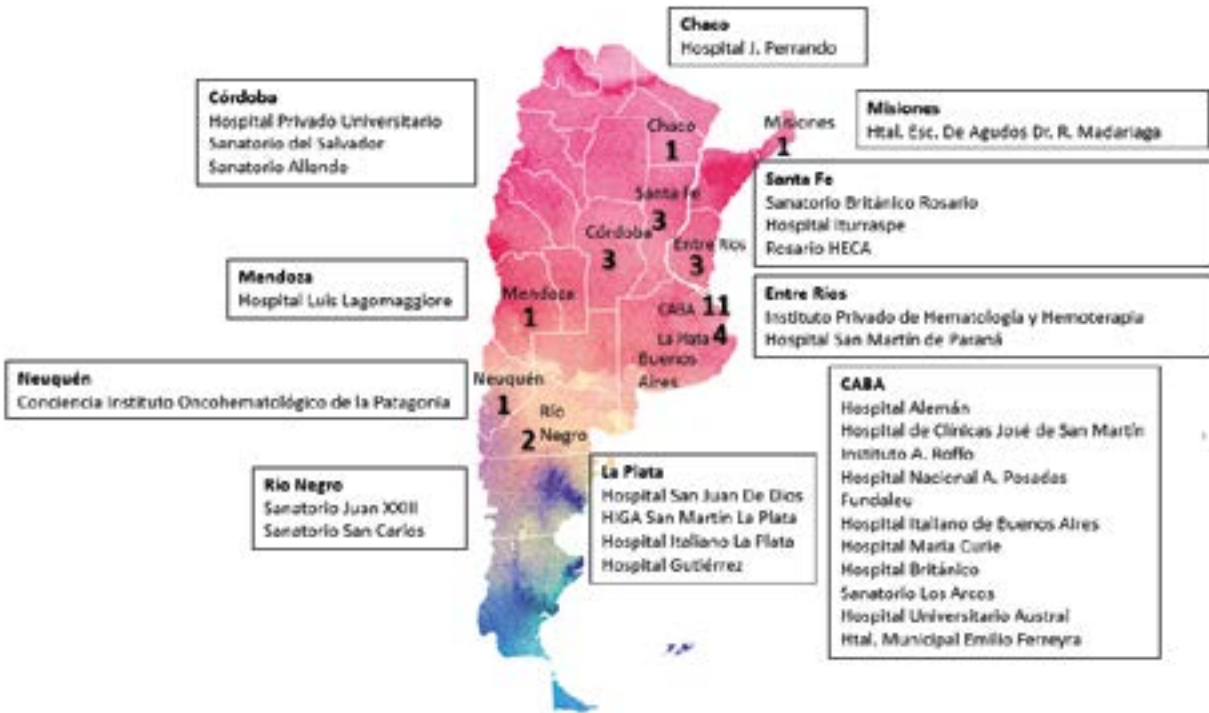 Chaco
Hospital J. Perrando
Córdoba
Hospital Privado Universitario
Sanatorio del Salvador
Sanatorio Allende
Misiones
Htal. Esc. De Agudos Dr. R. Madariaga
Santa Fe
Sanatorio Británico Rosario
Hospital Iturraspe
Rosario HECA
Mendoza
Hospital Luis Lagomaggiore
Entre Ríos
Instituto Privado de Hematología y Hemoterapia
Hospital San Martín de Paraná
Neuquén
Conciencia Instituto Oncohematológico de la Patagonia
CABA
Hospital Alemán
Hospital de Clínicas José de San Martín
Instituto A. Roffo
Hospital Nacional A. Posadas
Fundaleu
Hospital Italiano de Buenos Aires
Hospital Maria Curie
Hospital Británico
Sanatorio Los Arcos
Hospital Universitario Austral
Htal. Municipal Emilio Ferreyra
Río Negro
Sanatorio Juan XXIII
Sanatorio San Carlos
La Plata
Hospital San Juan De Dios
HIGA San Martín La Plata
Hospital Italiano La Plata
Hospital Gutiérrez
Chaco
1
Misiones
1
Santa Fe
3
Córdoba
3
Entre Ríos
3
Mendoza
1
CABA 11
La Plata 4
Buenos
Aires
Neuquén
1
Río
Negro
2